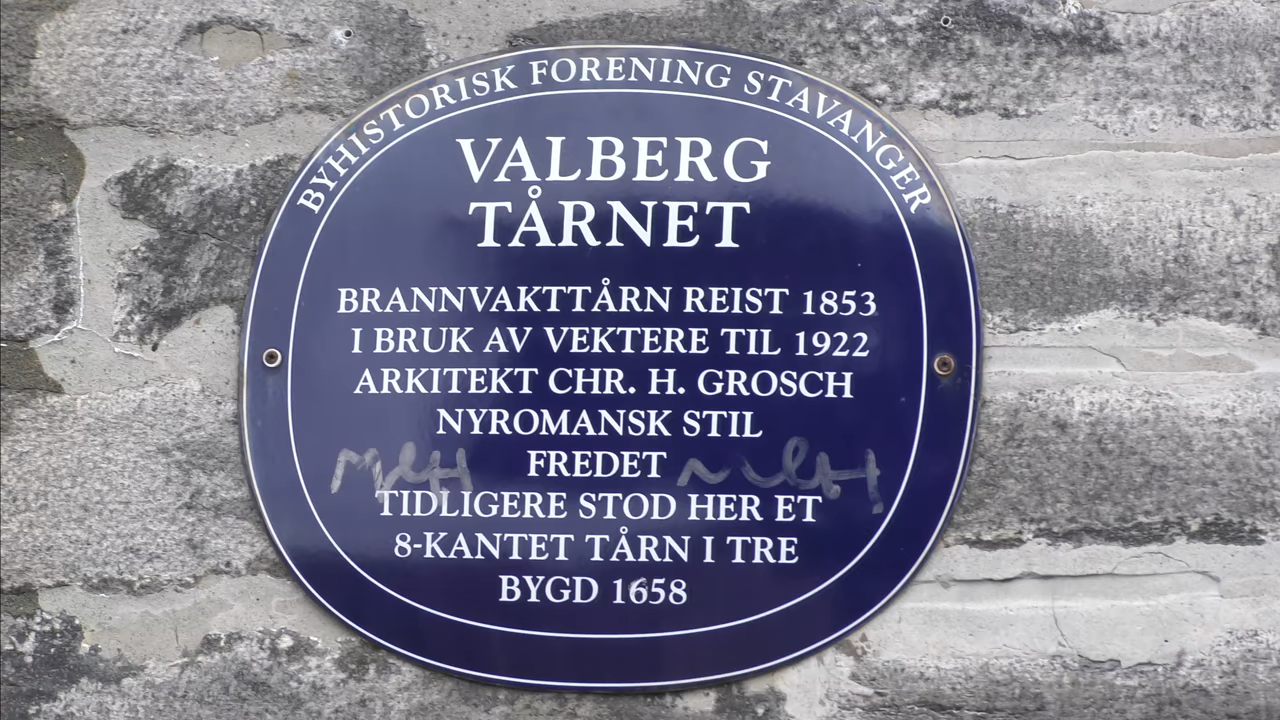 BYHISTORISK FORENING STAVANGER
VALBERG
TÅRNET
BRANNVAKTTÅRN REIST 1853
I BRUK AV VEKTERE TIL 1922
ARKITEKT CHR. H. GROSCH
NYROMANSK STIL
FREDET
TIDLIGERE STOD HER ET
8-KANTET TÅRN I TRE
BYGD 1658